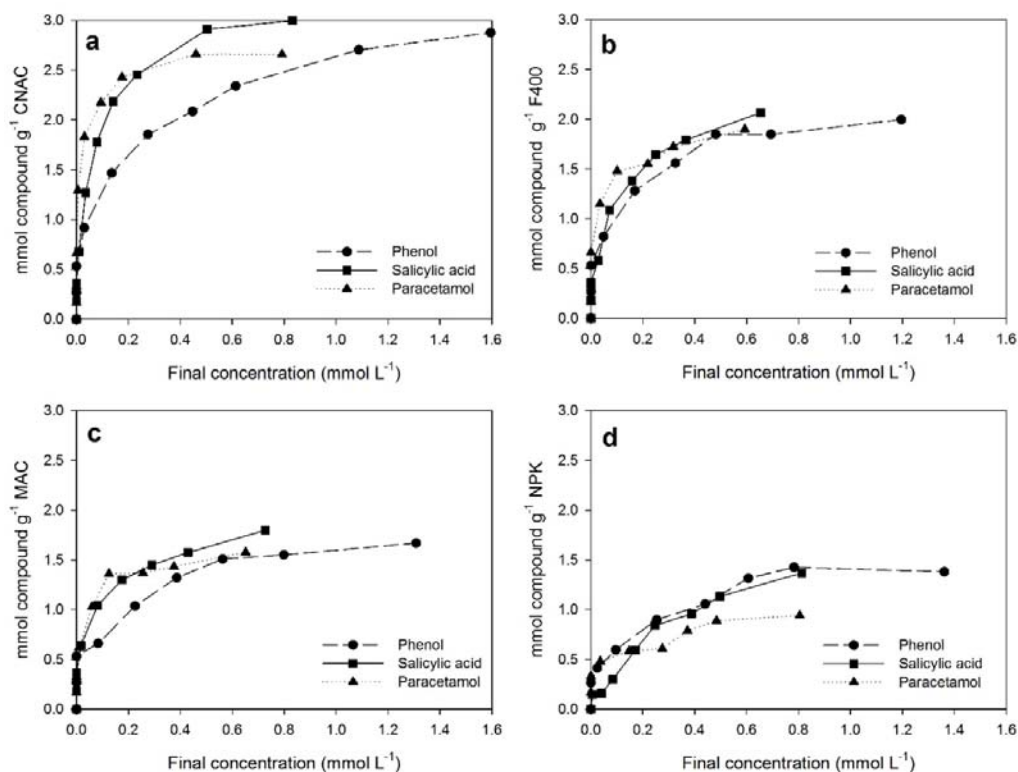 a
3.0
2.5
2.0
1.5
1.0
0.5
0.0
mmol compound g⁻¹ CNAC
Phenol
Salicylic acid
Paracetamol
0.0 0.2 0.4 0.6 0.8 1.0 1.2 1.4 1.6
Final concentration (mmol L⁻¹)
b
3.0
2.5
2.0
1.5
1.0
0.5
0.0
mmol compound g⁻¹ F400
Phenol
Salicylic acid
Paracetamol
0.0 0.2 0.4 0.6 0.8 1.0 1.2 1.4 1.6
Final concentration (mmol L⁻¹)
c
3.0
2.5
2.0
1.5
1.0
0.5
0.0
mmol compound g⁻¹ MAC
Phenol
Salicylic acid
Paracetamol
0.0 0.2 0.4 0.6 0.8 1.0 1.2 1.4 1.6
Final concentration (mmol L⁻¹)
d
3.0
2.5
2.0
1.5
1.0
0.5
0.0
mmol compound g⁻¹ NPK
Phenol
Salicylic acid
Paracetamol
0.0 0.2 0.4 0.6 0.8 1.0 1.2 1.4 1.6
Final concentration (mmol L⁻¹)